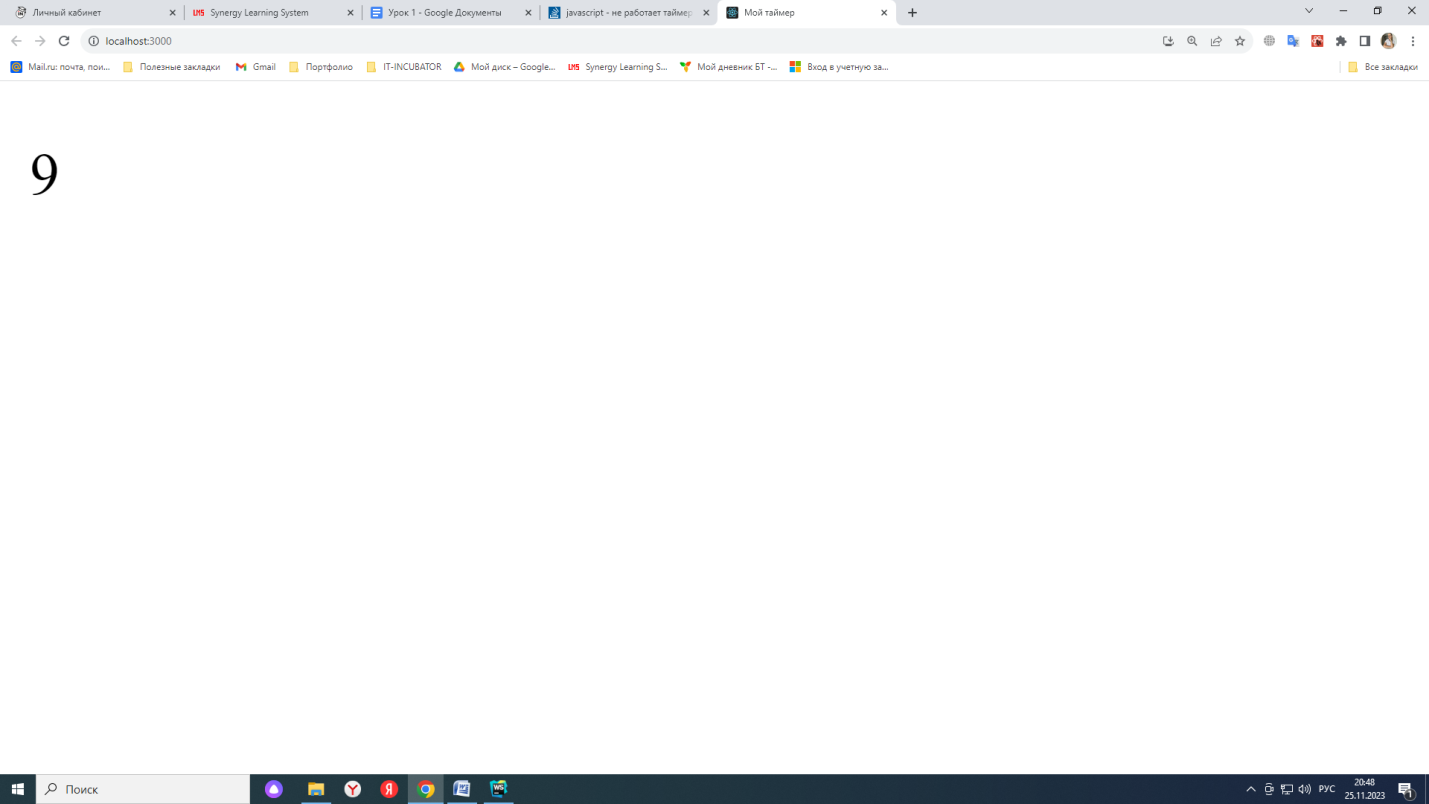 Личный кабинет
Synergy Learning System
Урок 1 - Google Документы
javascript - не работает таймер
Мой таймер
localhost:3000
Mail.ru: почта, пои...
Полезные закладки
Gmail
Портфолио
IT-INCUBATOR
Мой диск – Google...
LMS Synergy Learning S...
Мой дневник БТ -...
Вход в учетную за...
Все закладки
9
Поиск
РУС
20:48
25.11.2023
1